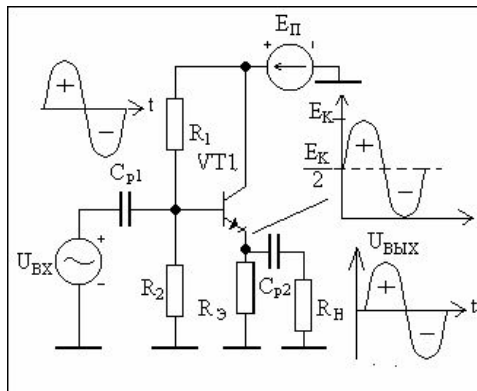 EП
+ -
+
-
t
R1
EК
VT1
EК
2
+
-
Cр1
UВХ
+
-
R2
RЭ
Cр2
RН
UВЫХ
+
-
t